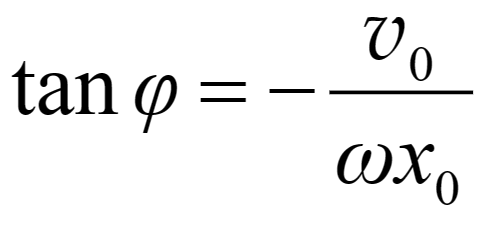 tan φ = − v₀ / ωx₀